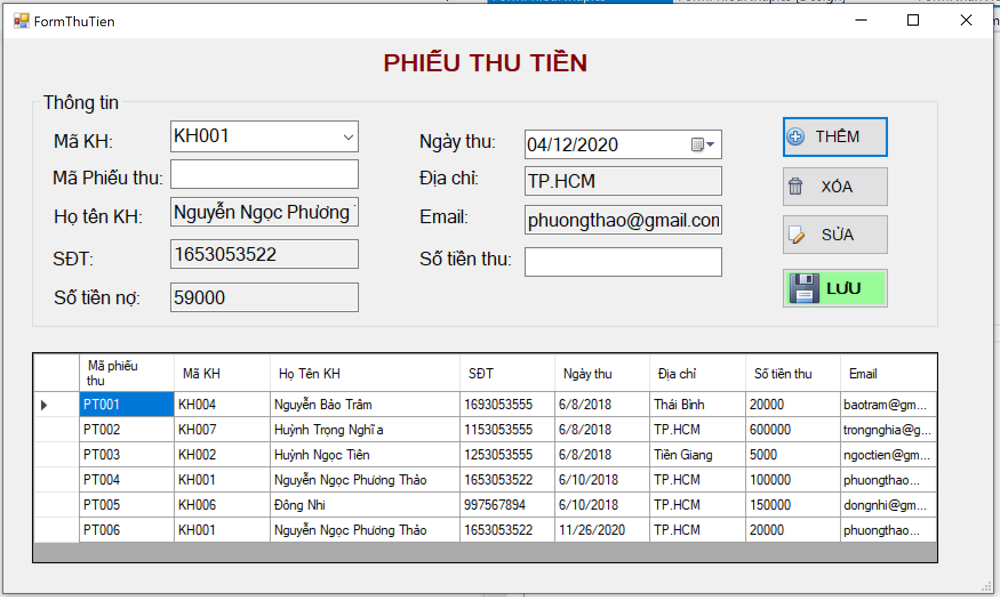 FormThuTien
PHIẾU THU TIỀN
Thông tin
Mã KH: KH001
Ngày thu: 04/12/2020
THÊM
Mã Phiếu thu:
Địa chỉ: TP.HCM
XÓA
Họ tên KH: Nguyễn Ngọc Phương
Email: phuongthao@gmail.com
SỬA
SĐT: 1653053522
Số tiền thu:
LƯU
Số tiền nợ: 59000
Mã phiếu thu Mã KH Họ Tên KH SĐT Ngày thu Địa chỉ Số tiền thu Email
PT001 KH004 Nguyễn Bảo Trâm 1693053555 6/8/2018 Thái Bình 20000 baotram@gm...
PT002 KH007 Huỳnh Trọng Nghĩa 1153053555 6/8/2018 TP.HCM 600000 trongnghia@g...
PT003 KH002 Huỳnh Ngọc Tiên 1253053555 6/8/2018 Tiền Giang 5000 ngoctien@gm...
PT004 KH001 Nguyễn Ngọc Phương Thảo 1653053522 6/10/2018 TP.HCM 100000 phuongthao...
PT005 KH006 Đông Nhi 997567894 6/10/2018 TP.HCM 150000 dongnhi@gm...
PT006 KH001 Nguyễn Ngọc Phương Thảo 1653053522 11/26/2020 TP.HCM 20000 phuongthao...